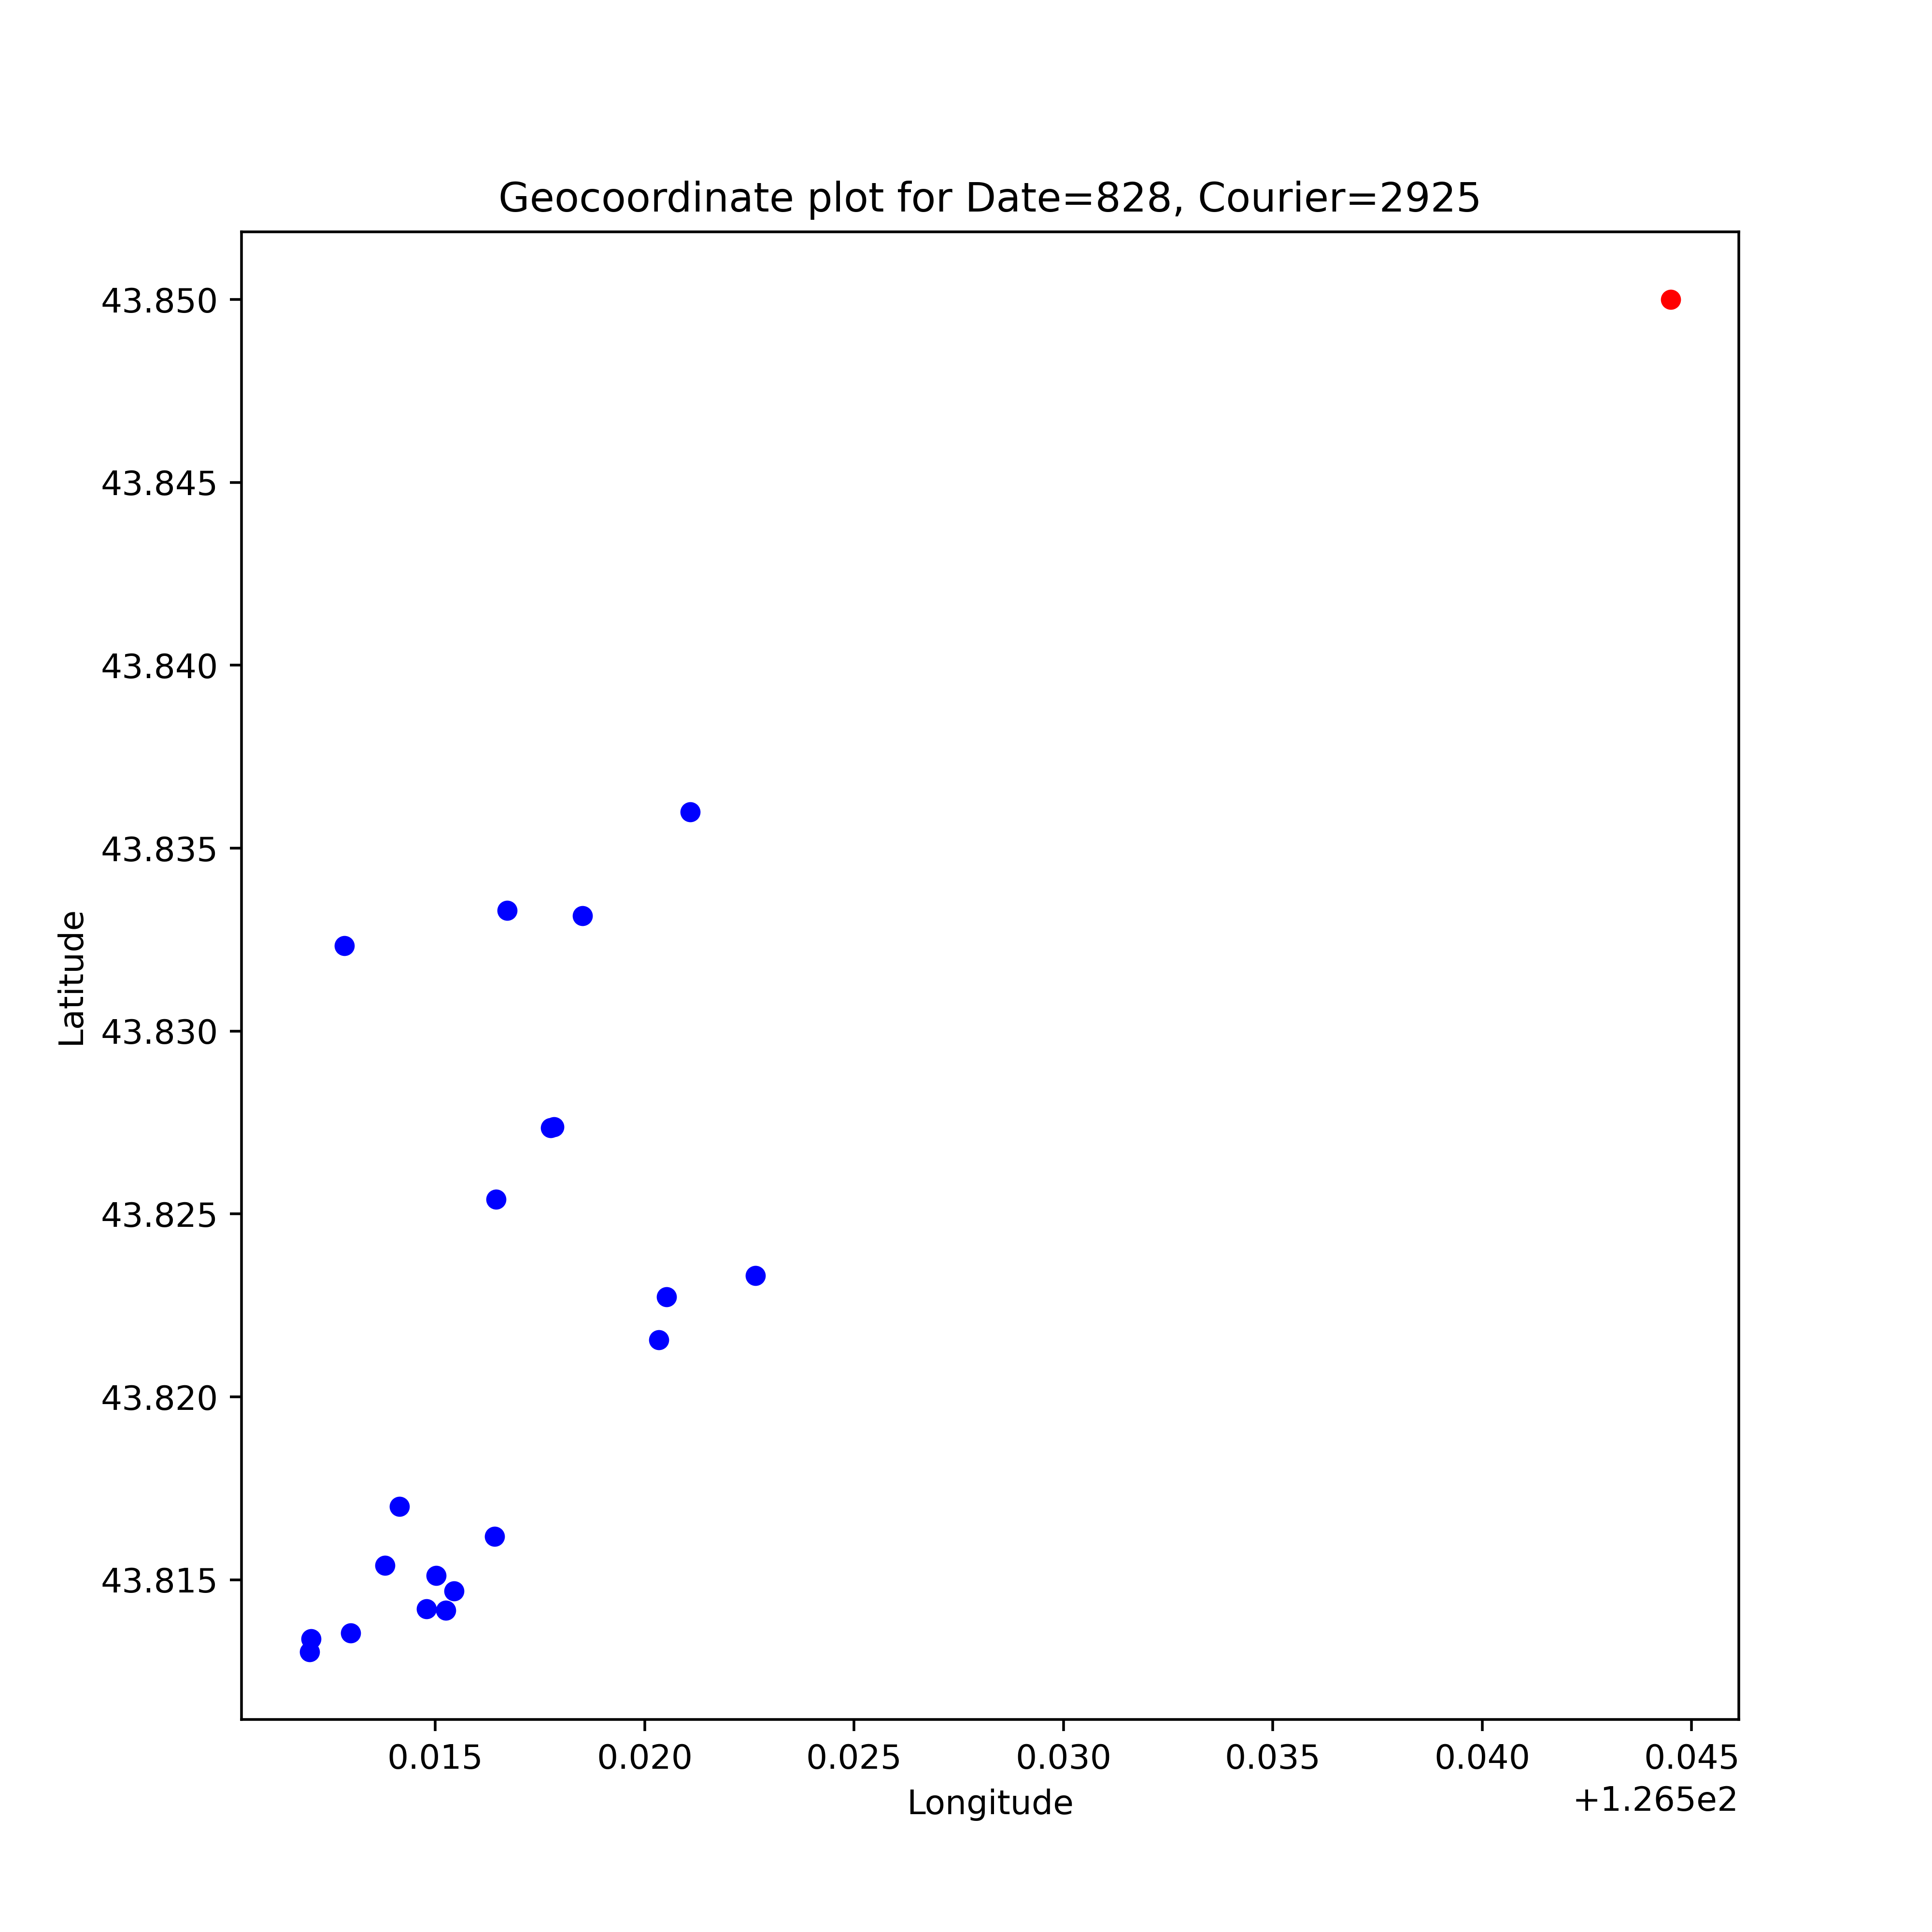 Geocoordinate plot for Date=828, Courier=2925
43.850
43.845
43.840
43.835
43.830
43.825
43.820
43.815
Latitude
0.015 0.020 0.025 0.030 0.035 0.040 0.045
Longitude
+1.265e2